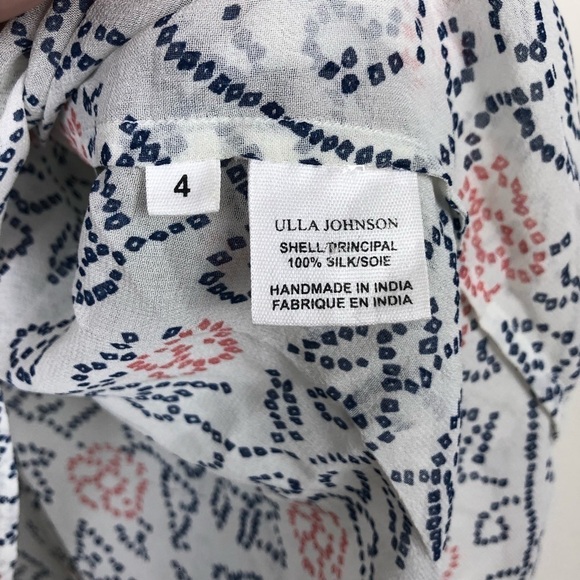 4
ULLA JOHNSON
SHELL/PRINCIPAL
100% SILK/SOIE
HANDMADE IN INDIA
FABRIQUE EN INDIA